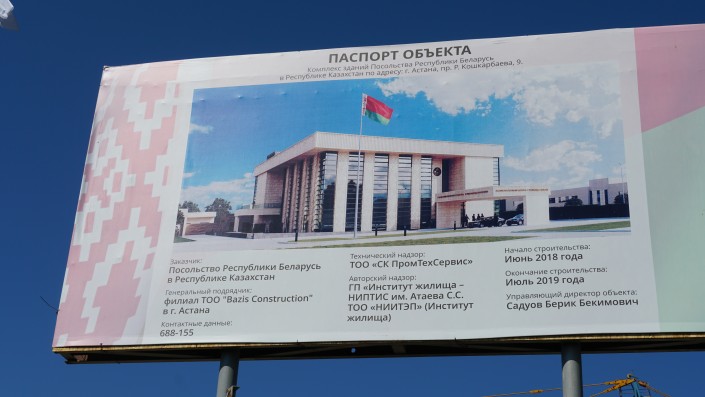 ПАСПОРТ ОБЪЕКТА
Комплекс зданий Посольства Республики Беларусь
в Республике Казахстан по адресу: г. Астана, пр. Р. Кошкарбаева, 9.
Заказчик:
Посольство Республики Беларусь
в Республике Казахстан
Генеральный подрядчик:
филиал ТОО "Bazis Construction"
в г. Астана
Контактные данные:
688-155
Технический надзор:
ТОО «СК ПромТехСервис»
Авторский надзор:
ГП «Институт жилища –
НИПТИС им. Атаева С.С.
ТОО «НИИТЭП» (Институт
жилища)
Начало строительства:
Июнь 2018 года
Окончание строительства:
Июль 2019 года
Управляющий директор объекта:
Садуов Берик Бекимович